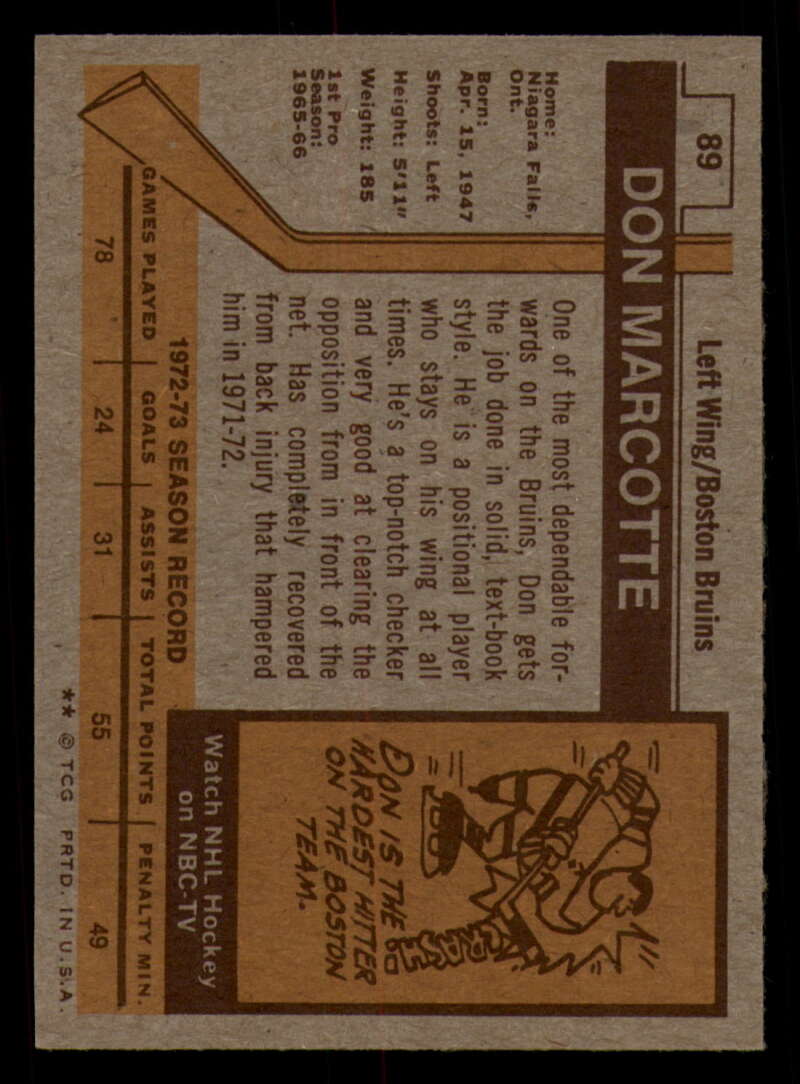 89
Left Wing/Boston Bruins
DON MARCOTTE
Home:
Niagara Falls,
Ont.
Born:
Apr. 15, 1947
Shoots: Left
Height: 5'11"
Weight: 185
1st Pro
Season:
1965-66
One of the most dependable for-
wards on the Bruins, Don gets
the job done in solid, text-book
style. He is a positional player
who stays on his wing at all
times. He's a top-notch checker
and very good at clearing the
opposition from in front of the
net. Has completely recovered
from back injury that hampered
him in 1971-72.
CRASH
DON IS THE
HARDEST HITTER
ON THE BOSTON
TEAM.
Watch NHL Hockey
on NBC-TV
1972-73 SEASON RECORD
GAMES PLAYED GOALS ASSISTS TOTAL POINTS PENALTY MIN.
78 24 31 55 49
** © TCG PRTD. IN U.S.A.